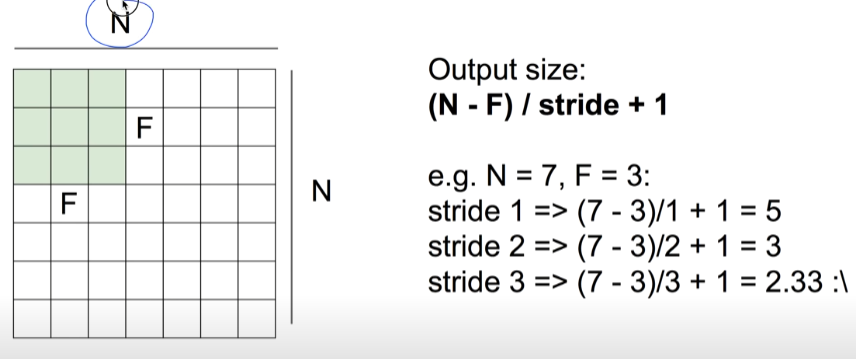 N
F
F
N
Output size:
(N - F) / stride + 1
e.g. N = 7, F = 3:
stride 1 => (7 - 3)/1 + 1 = 5
stride 2 => (7 - 3)/2 + 1 = 3
stride 3 => (7 - 3)/3 + 1 = 2.33 :\